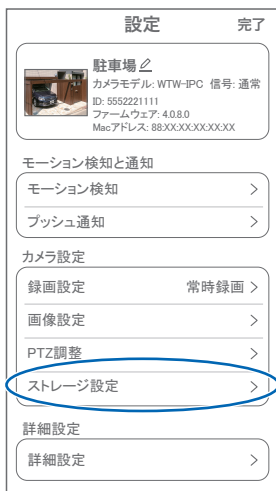 設定 完了
駐車場
カメラモデル: WTW-IPC 信号: 通常
ID: 5552221111
ファームウェア: 4.0.8.0
Macアドレス: 88:XX:XX:XX:XX:XX
モーション検知と通知
モーション検知
プッシュ通知
カメラ設定
録画設定 常時録画
画像設定
PTZ調整
ストレージ設定
詳細設定
詳細設定